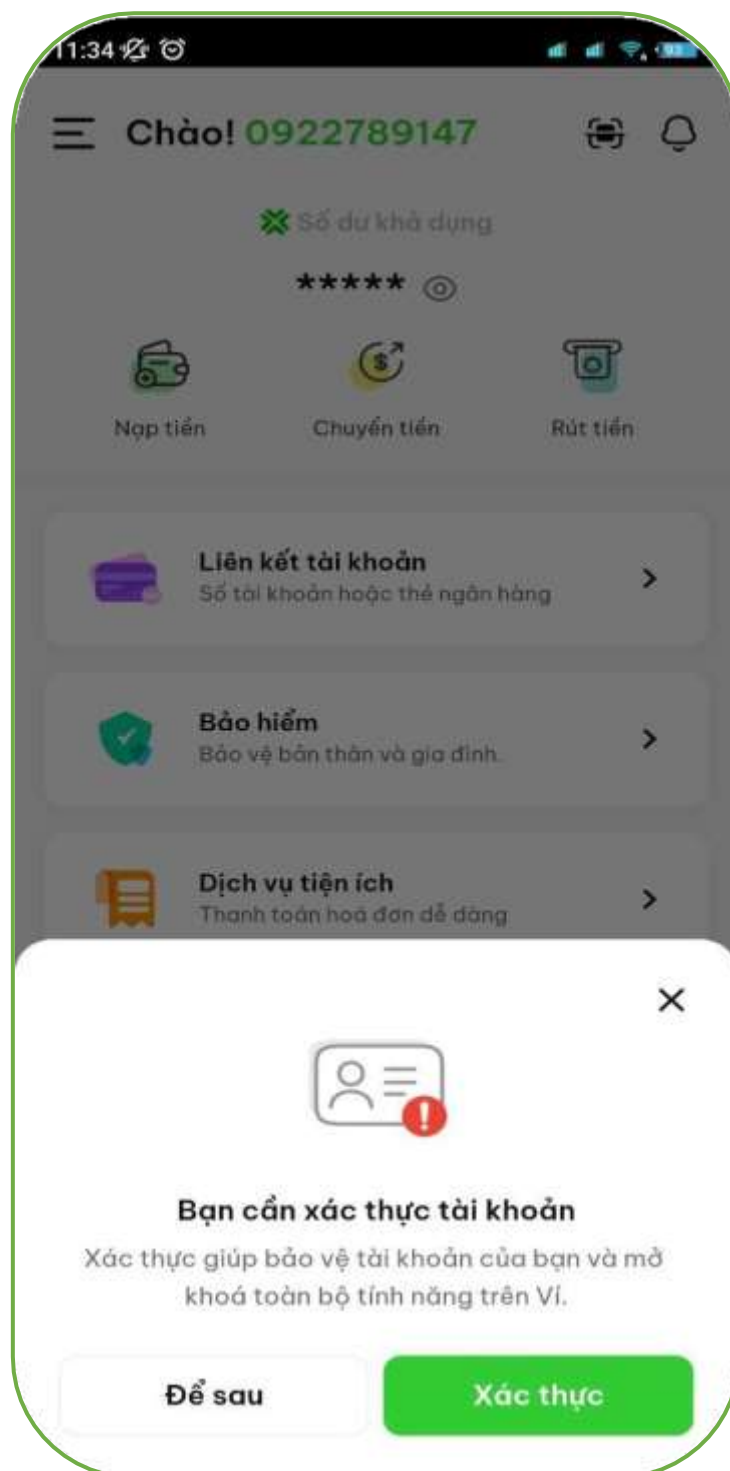 11:34
93
Chào! 0922789147
Số dư khả dụng
*****
Nạp tiền
Chuyển tiền
Rút tiền
Liên kết tài khoản
Số tài khoản hoặc thẻ ngân hàng
Bảo hiểm
Bảo vệ bản thân và gia đình.
Dịch vụ tiện ích
Thanh toán hoá đơn dễ dàng
Bạn cần xác thực tài khoản
Xác thực giúp bảo vệ tài khoản của bạn và mở
khoá toàn bộ tính năng trên Ví.
Để sau
Xác thực